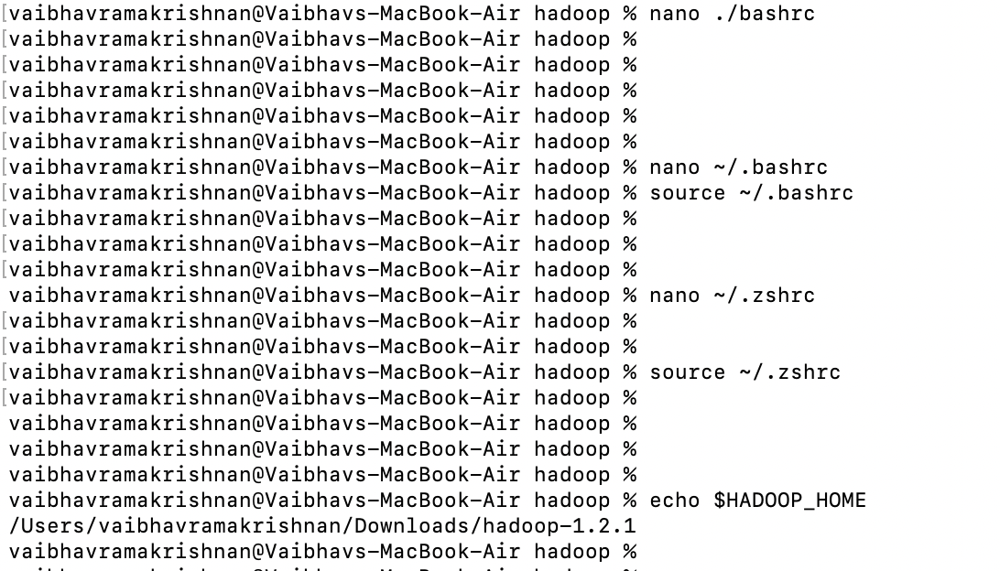 [vaibhavramakrishnan@Vaibhavs-MacBook-Air hadoop % nano ./bashrc
[vaibhavramakrishnan@Vaibhavs-MacBook-Air hadoop %
[vaibhavramakrishnan@Vaibhavs-MacBook-Air hadoop %
[vaibhavramakrishnan@Vaibhavs-MacBook-Air hadoop %
[vaibhavramakrishnan@Vaibhavs-MacBook-Air hadoop %
[vaibhavramakrishnan@Vaibhavs-MacBook-Air hadoop %
[vaibhavramakrishnan@Vaibhavs-MacBook-Air hadoop % nano ~/.bashrc
[vaibhavramakrishnan@Vaibhavs-MacBook-Air hadoop % source ~/.bashrc
[vaibhavramakrishnan@Vaibhavs-MacBook-Air hadoop %
[vaibhavramakrishnan@Vaibhavs-MacBook-Air hadoop %
[vaibhavramakrishnan@Vaibhavs-MacBook-Air hadoop %
vaibhavramakrishnan@Vaibhavs-MacBook-Air hadoop % nano ~/.zshrc
[vaibhavramakrishnan@Vaibhavs-MacBook-Air hadoop %
[vaibhavramakrishnan@Vaibhavs-MacBook-Air hadoop %
[vaibhavramakrishnan@Vaibhavs-MacBook-Air hadoop % source ~/.zshrc
[vaibhavramakrishnan@Vaibhavs-MacBook-Air hadoop %
vaibhavramakrishnan@Vaibhavs-MacBook-Air hadoop %
vaibhavramakrishnan@Vaibhavs-MacBook-Air hadoop %
vaibhavramakrishnan@Vaibhavs-MacBook-Air hadoop %
vaibhavramakrishnan@Vaibhavs-MacBook-Air hadoop % echo $HADOOP_HOME
/Users/vaibhavramakrishnan/Downloads/hadoop-1.2.1
vaibhavramakrishnan@Vaibhavs-MacBook-Air hadoop %